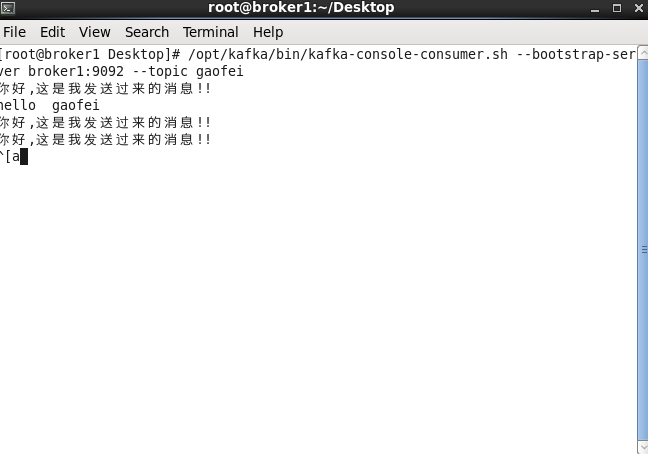 root@broker1:~/Desktop
File Edit View Search Terminal Help
[root@broker1 Desktop]# /opt/kafka/bin/kafka-console-consumer.sh --bootstrap-ser
ver broker1:9092 --topic gaofei
你好,这是我发送过来的消息!!
hello  gaofei
你好,这是我发送过来的消息!!
你好,这是我发送过来的消息!!
^[a